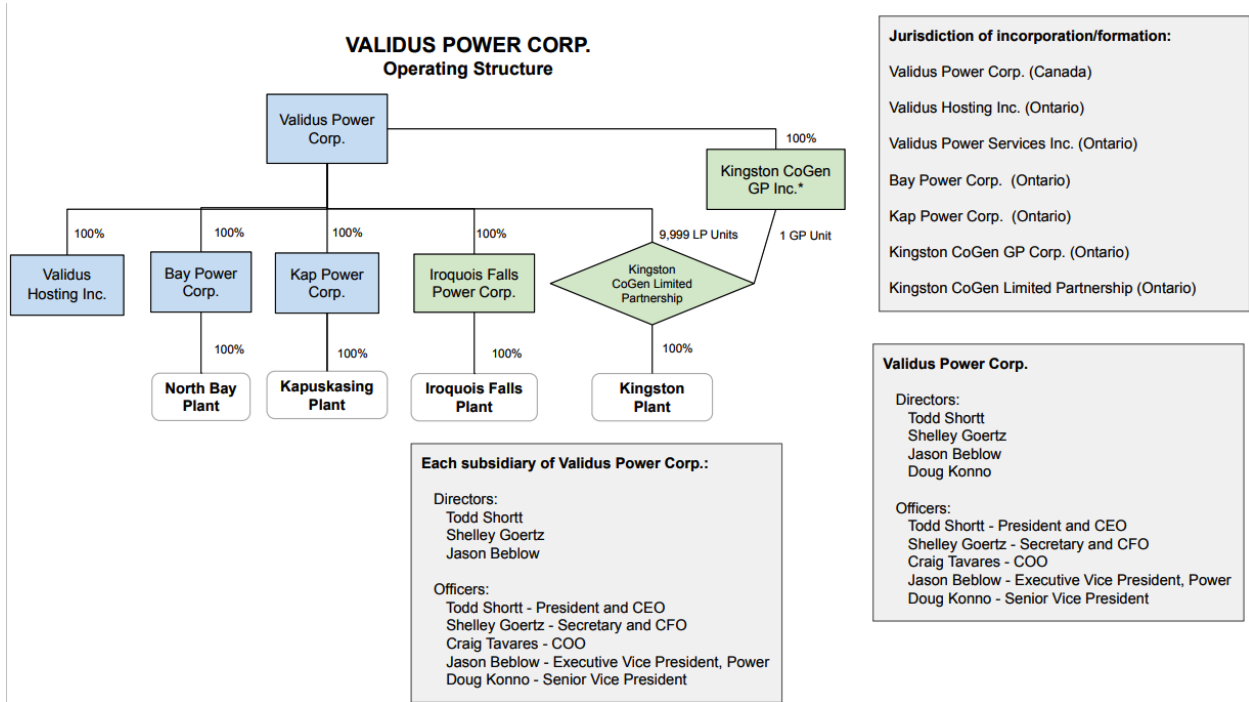 VALIDUS POWER CORP.
Operating Structure
Validus Power
Corp.
100%
Kingston CoGen
GP Inc.*
100%
100%
100%
100%
9,999 LP Units
1 GP Unit
Validus
Hosting Inc.
Bay Power
Corp.
Kap Power
Corp.
Iroquois Falls
Power Corp.
Kingston
CoGen Limited
Partnership
100%
100%
100%
100%
North Bay
Plant
Kapuskasing
Plant
Iroquois Falls
Plant
Kingston
Plant
Jurisdiction of incorporation/formation:
Validus Power Corp. (Canada)
Validus Hosting Inc. (Ontario)
Validus Power Services Inc. (Ontario)
Bay Power Corp. (Ontario)
Kap Power Corp. (Ontario)
Kingston CoGen GP Corp. (Ontario)
Kingston CoGen Limited Partnership (Ontario)
Each subsidiary of Validus Power Corp.:
Directors:
Todd Shortt
Shelley Goertz
Jason Beblow
Officers:
Todd Shortt - President and CEO
Shelley Goertz - Secretary and CFO
Craig Tavares - COO
Jason Beblow - Executive Vice President, Power
Doug Konno - Senior Vice President
Validus Power Corp.
Directors:
Todd Shortt
Shelley Goertz
Jason Beblow
Doug Konno
Officers:
Todd Shortt - President and CEO
Shelley Goertz - Secretary and CFO
Craig Tavares - COO
Jason Beblow - Executive Vice President, Power
Doug Konno - Senior Vice President